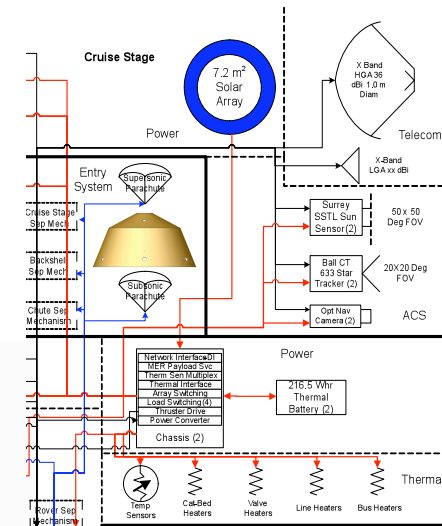 Cruise Stage
7.2 m²
Solar
Array
X Band
HGA 36
dBi 1.0 m
Diam
Power
Telecom
X-Band
LGA xx dBi
Entry
System
Supersonic
Parachute
Cruise Stage
Sep Mech
Surrey
SSTL Sun
Sensor (2)
50 x 50
Deg FOV
Backshell
Sep Mech
Ball CT
633 Star
Tracker (2)
20X20 Deg
FOV
Subsonic
Parachute
Chute Sep
Mechanism
Opt Nav
Camera (2)
ACS
Network Interface
MER Payload Svc
Therm Sen Multiplex
Thermal Interface
Array Switching
Load Switching(4)
Thruster Drive
Power Converter
Chassis (2)
Power
216.5 Whr
Thermal
Battery (2)
Temp
Sensors
Cat-Bed
Heaters
Valve
Heaters
Line Heaters
Bus Heaters
Therma
Rover Sep
Mechanism